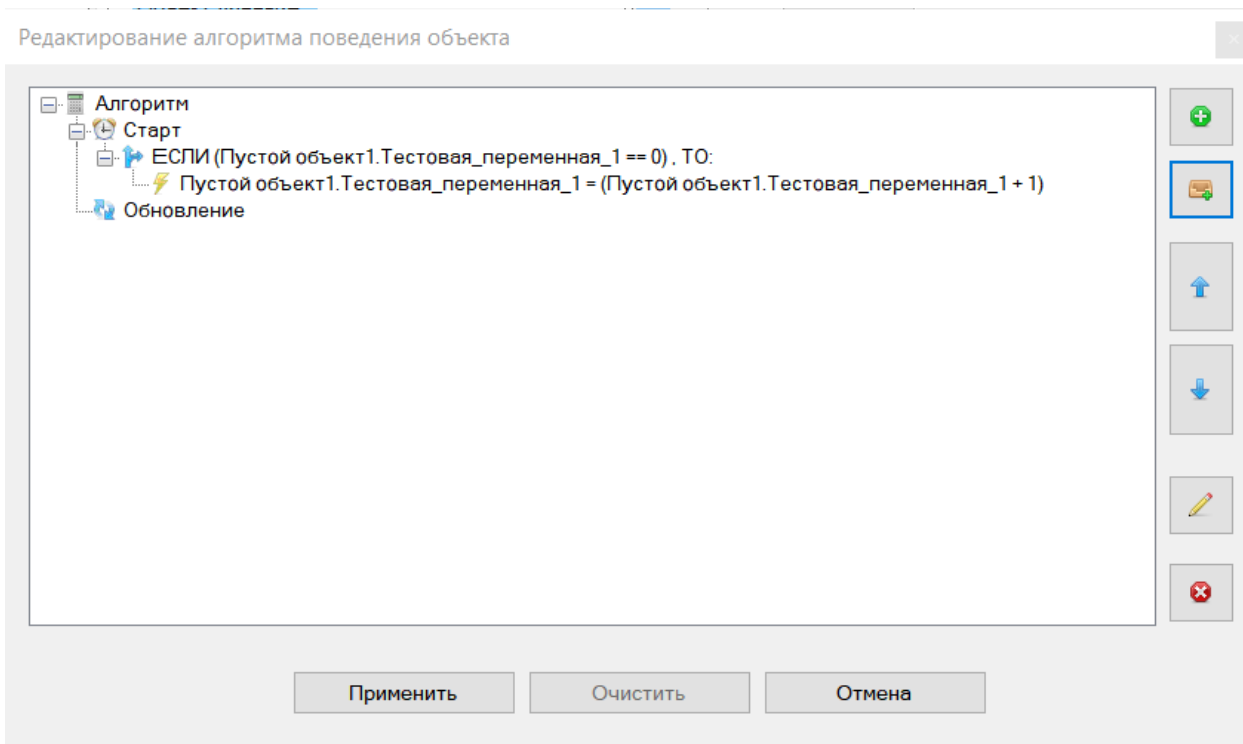 Редактирование алгоритма поведения объекта
Алгоритм
Старт
ЕСЛИ (Пустой объект1.Тестовая_переменная_1 == 0) , ТО:
Пустой объект1.Тестовая_переменная_1 = (Пустой объект1.Тестовая_переменная_1 + 1)
Обновление
Применить
Очистить
Отмена